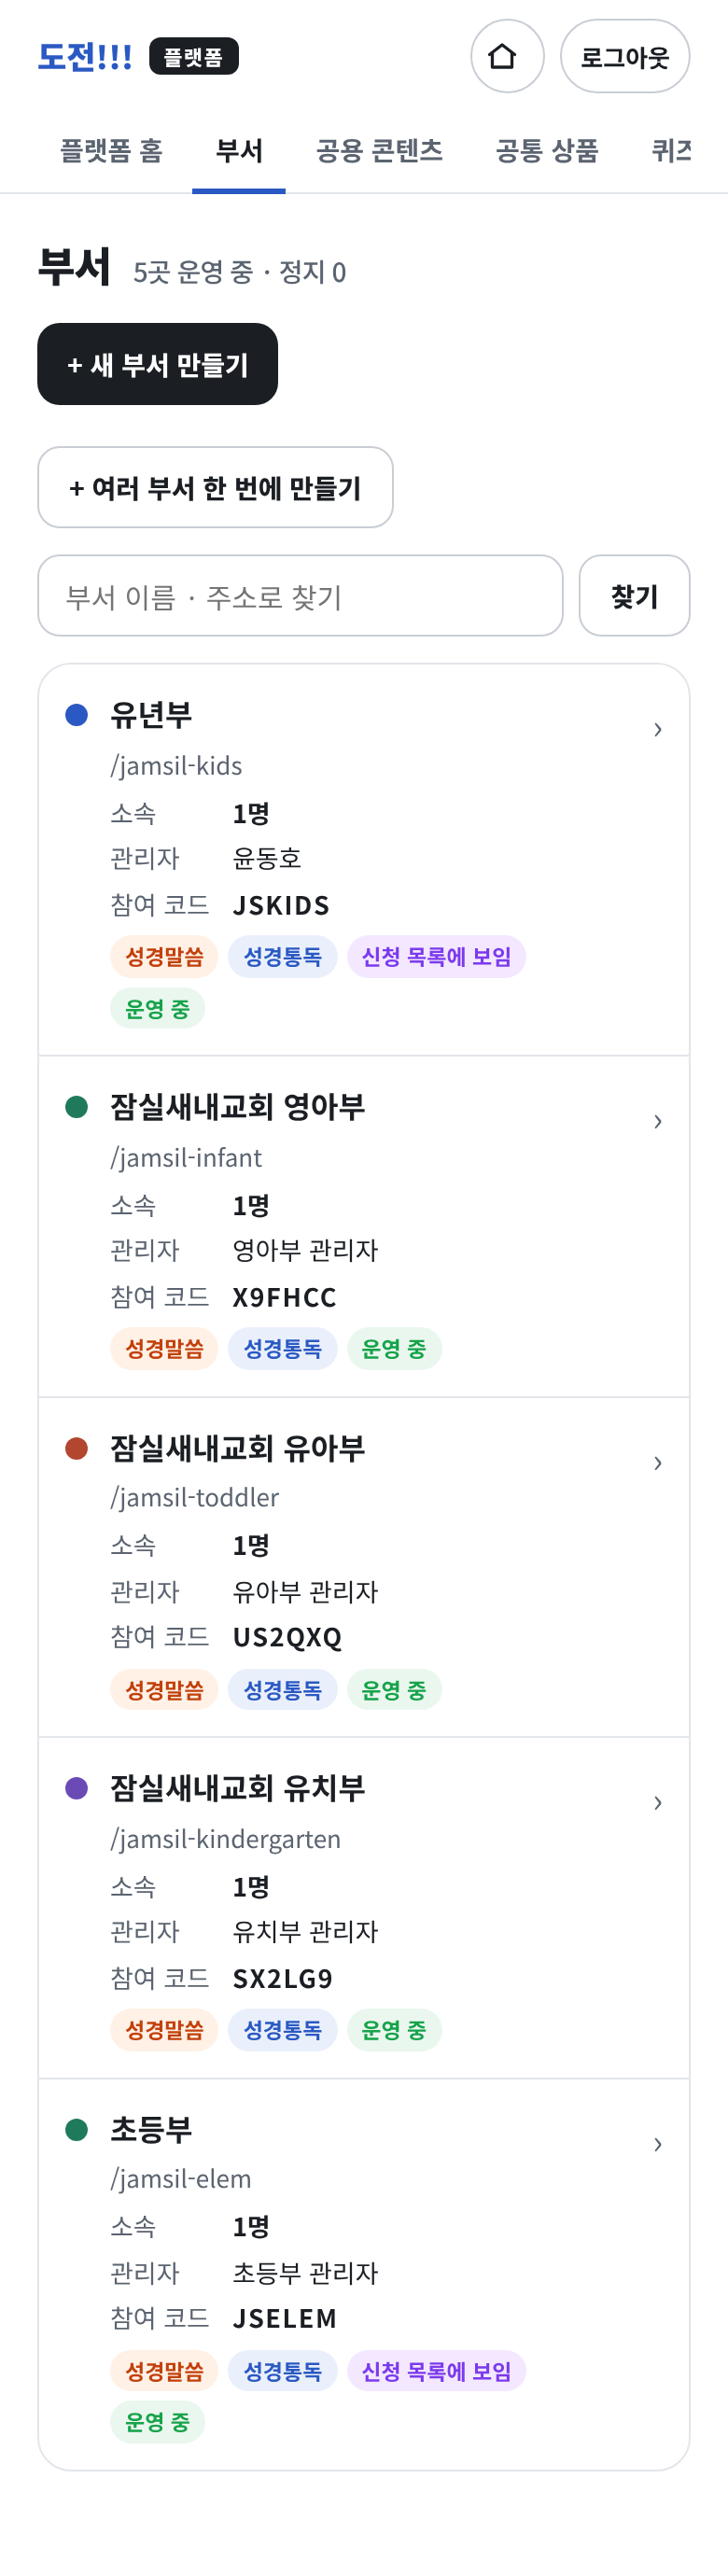 도전!!! 플랫폼 로그아웃
플랫폼 홈 부서 공용 콘텐츠 공통 상품 퀴즈
부서 5곳 운영 중 · 정지 0
+ 새 부서 만들기
+ 여러 부서 한 번에 만들기
부서 이름 · 주소로 찾기 찾기
유년부 ›
/jamsil-kids
소속 1명
관리자 윤동호
참여 코드 JSKIDS
성경말씀 성경통독 신청 목록에 보임
운영 중
잠실새내교회 영아부 ›
/jamsil-infant
소속 1명
관리자 영아부 관리자
참여 코드 X9FHCC
성경말씀 성경통독 운영 중
잠실새내교회 유아부 ›
/jamsil-toddler
소속 1명
관리자 유아부 관리자
참여 코드 US2QXQ
성경말씀 성경통독 운영 중
잠실새내교회 유치부 ›
/jamsil-kindergarten
소속 1명
관리자 유치부 관리자
참여 코드 SX2LG9
성경말씀 성경통독 운영 중
초등부 ›
/jamsil-elem
소속 1명
관리자 초등부 관리자
참여 코드 JSELEM
성경말씀 성경통독 신청 목록에 보임
운영 중